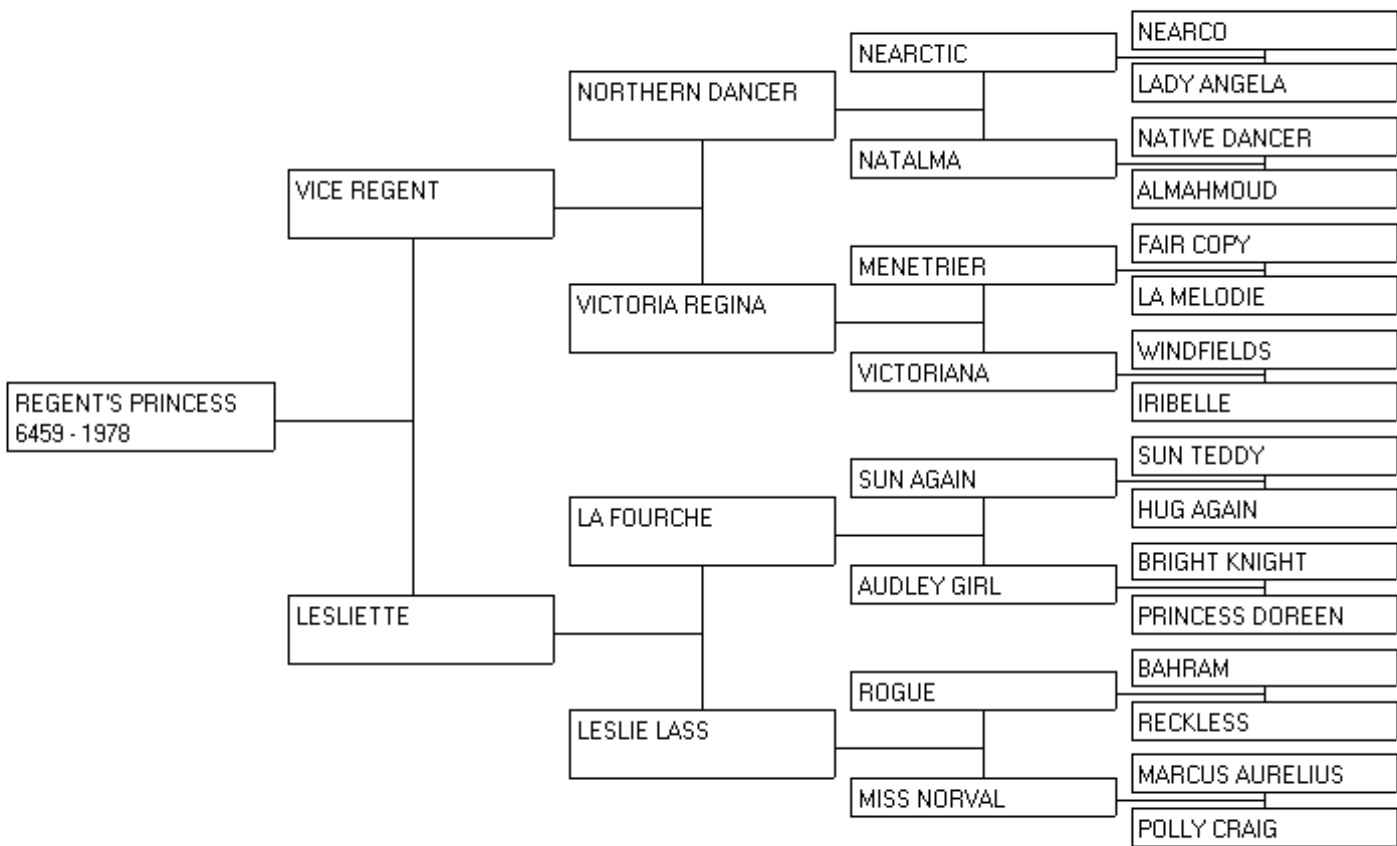 NEARCO
NEARCTIC
LADY ANGELA
NORTHERN DANCER
NATIVE DANCER
NATALMA
ALMAHMOUD
VICE REGENT
FAIR COPY
MENETRIER
LA MELODIE
VICTORIA REGINA
WINDFIELDS
VICTORIANA
IRIBELLE
REGENT'S PRINCESS
6459 - 1978
SUN TEDDY
SUN AGAIN
HUG AGAIN
LA FOURCHE
BRIGHT KNIGHT
AUDLEY GIRL
PRINCESS DOREEN
LESLIETTE
BAHRAM
ROGUE
RECKLESS
LESLIE LASS
MARCUS AURELIUS
MISS NORVAL
POLLY CRAIG